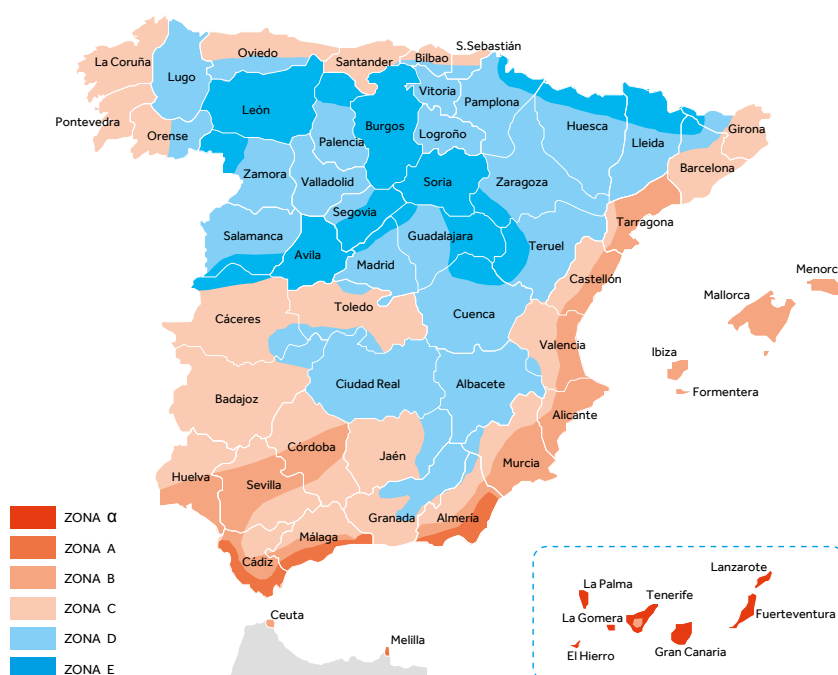 S.Sebastián
Oviedo
Bilbao
La Coruña
Santander
Lugo
Vitoria
Pamplona
León
Burgos
Huesca
Girona
Pontevedra
Orense
Palencia
Logroño
Lleida
Barcelona
Zamora
Valladolid
Soria
Zaragoza
Segovia
Tarragona
Salamanca
Guadalajara
Teruel
Avila
Madrid
Castellón
Menorc
Mallorca
Toledo
Cáceres
Cuenca
Valencia
Ibiza
Ciudad Real
Albacete
Formentera
Badajoz
Alicante
Córdoba
Jaén
Murcia
Huelva
Sevilla
Granada
Almería
Málaga
Cádiz
ZONA α
ZONA A
ZONA B
ZONA C
ZONA D
ZONA E
Ceuta
Melilla
Lanzarote
La Palma
Tenerife
La Gomera
Fuerteventura
El Hierro
Gran Canaria